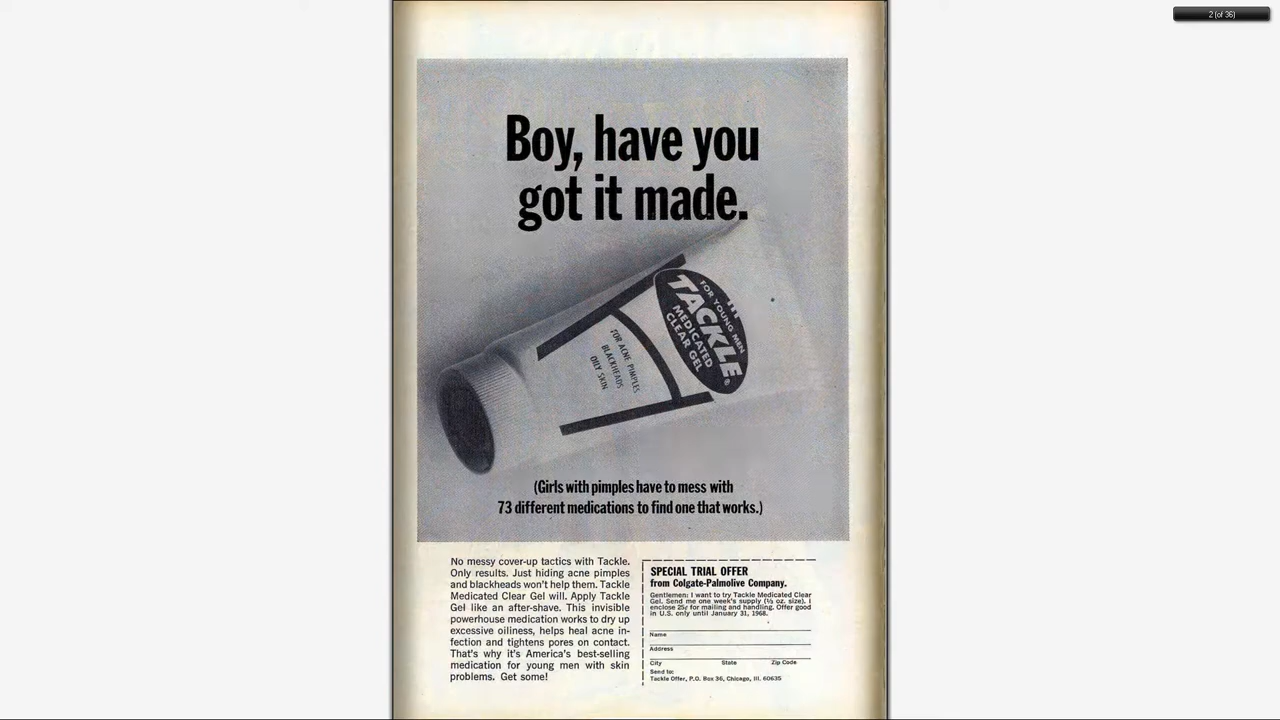 2 (of 36)
Boy, have you
got it made.
FOR YOUNG MEN
TACKLE®
MEDICATED
CLEAR GEL
FOR ACNE PIMPLES
BLACKHEADS
OILY SKIN
(Girls with pimples have to mess with
73 different medications to find one that works.)
No messy cover-up tactics with Tackle.
Only results. Just hiding acne pimples
and blackheads won't help them. Tackle
Medicated Clear Gel will. Apply Tackle
Gel like an after-shave. This invisible
powerhouse medication works to dry up
excessive oiliness, helps heal acne in-
fection and tightens pores on contact.
That's why it's America's best-selling
medication for young men with skin
problems. Get some!
SPECIAL TRIAL OFFER
from Colgate-Palmolive Company.
Gentlemen: I want to try Tackle Medicated Clear
Gel. Send me one week's supply (½ oz. size). I
enclose 25¢ for mailing and handling. Offer good
in U.S. only until January 31, 1968.
Name
Address
City State Zip Code
Send to:
Tackle Offer, P.O. Box 36, Chicago, Ill. 60635